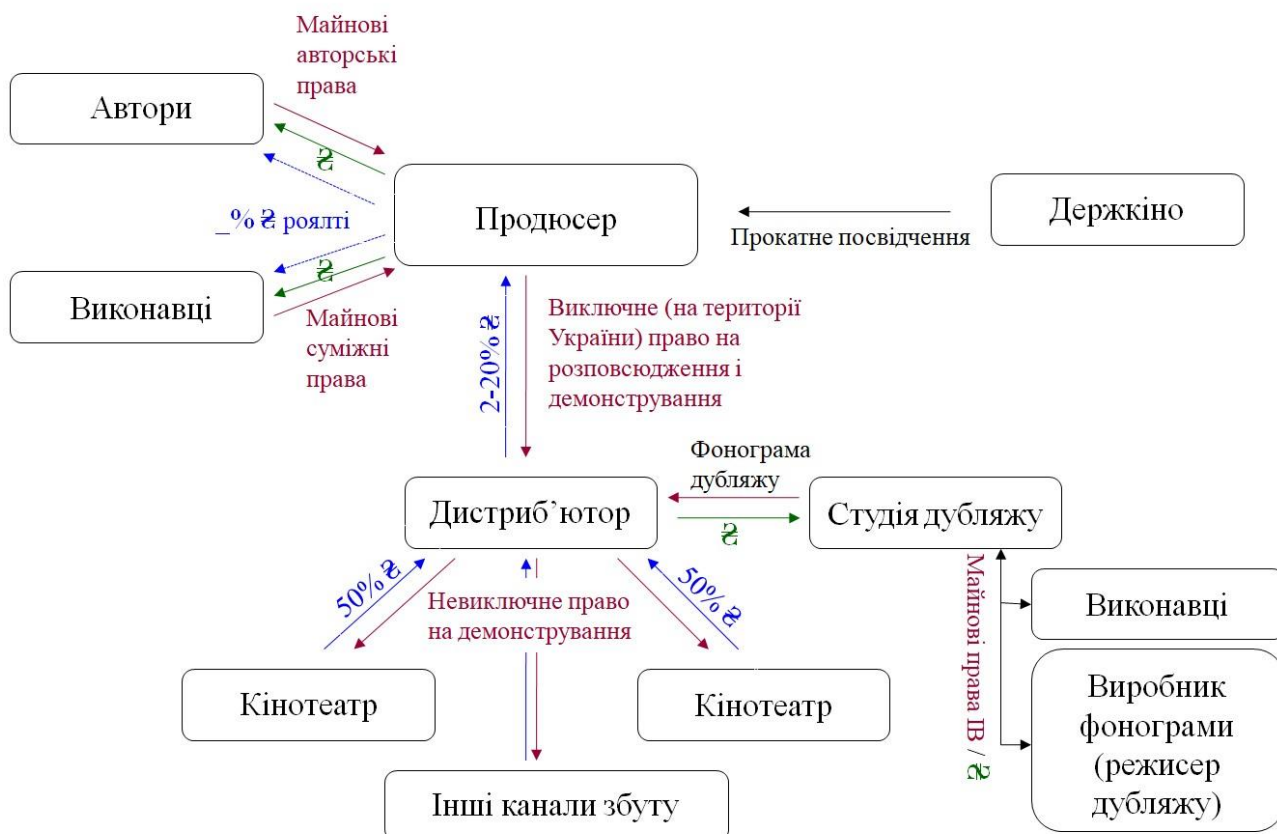 Майнові
авторські
права
Автори
₴
_% ₴ роялті
₴
Виконавці
Майнові
суміжні
права
Продюсер
Прокатне посвідчення
Держкіно
2-20% ₴
Виключне (на території
України) право на
розповсюдження і
демонстрування
Фонограма
дубляжу
Дистриб’ютор
₴
Студія дубляжу
50% ₴
Невиключне право
на демонстрування
50% ₴
Майнові права ІВ / ₴
Виконавці
Кінотеатр
Кінотеатр
Виробник
фонограми
(режисер
дубляжу)
Інші канали збуту